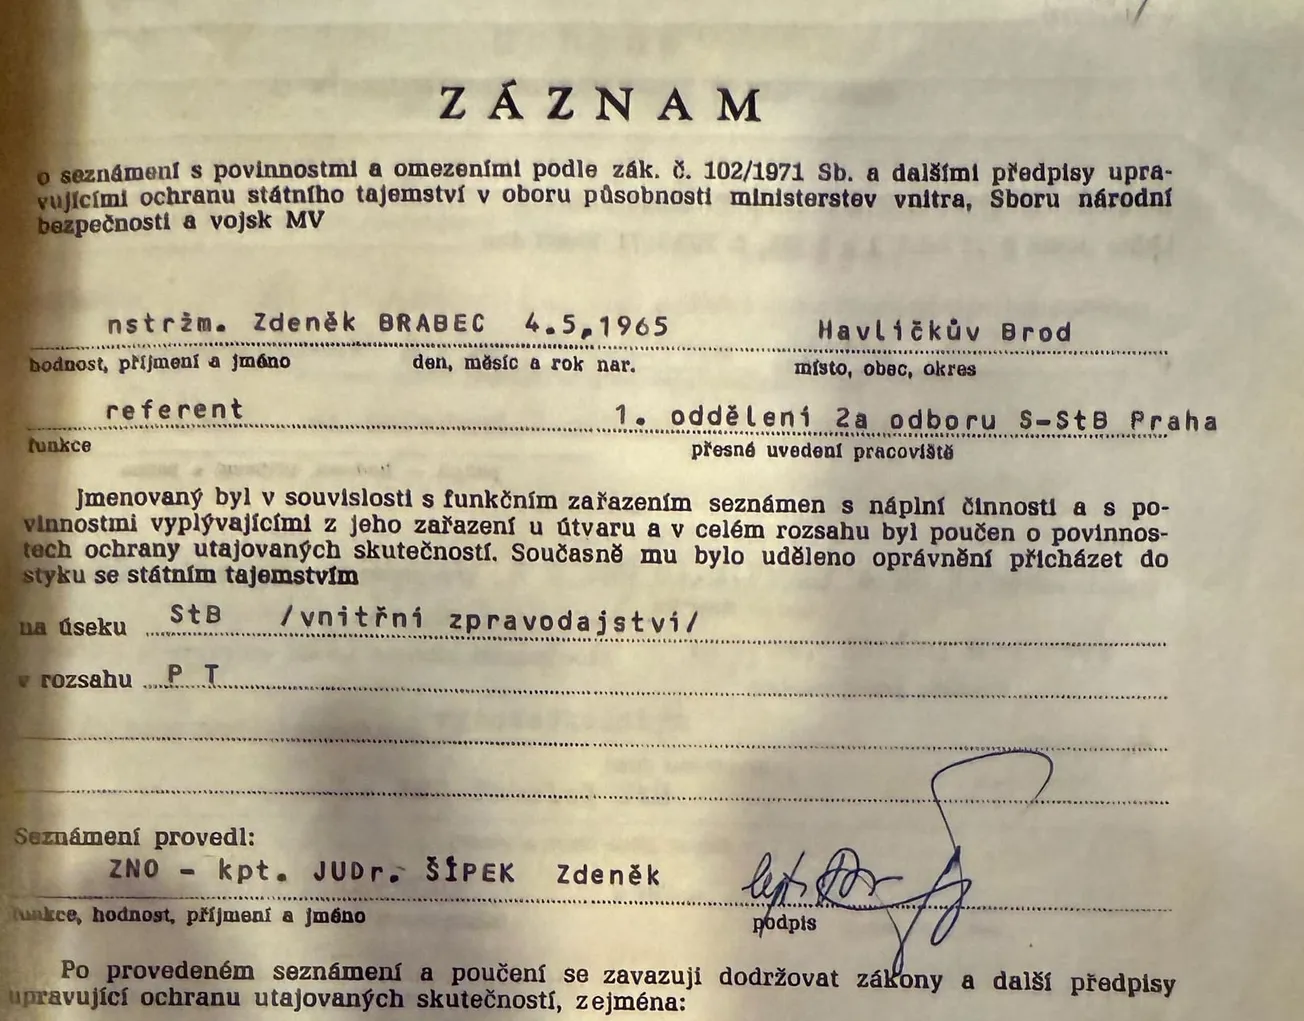 ZÁZNAM
o seznámení s povinnostmi a omezeními podle zák. č. 102/1971 Sb. a dalšími předpisy upra-
vujícími ochranu státního tajemství v oboru působnosti ministerstev vnitra, Sboru národní
bezpečnosti a vojsk MV
nstržm. Zdeněk BRABEC 4.5.1965 Havlíčkův Brod
hodnost, příjmení a jméno den, měsíc a rok nar. místo, obec, okres
referent 1. oddělení 2a odboru S-StB Praha
funkce přesné uvedení pracoviště
Jmenovaný byl v souvislosti s funkčním zařazením seznámen s náplní činnosti a s po-
vinnostmi vyplývajícími z jeho zařazení u útvaru a v celém rozsahu byl poučen o povinnos-
tech ochrany utajovaných skutečností. Současně mu bylo uděleno oprávnění přicházet do
styku se státním tajemstvím
na úseku StB /vnitřní zpravodajství/
v rozsahu P T
Seznámení provedl:
ZNO - kpt. JUDr. ŠÍPEK Zdeněk
funkce, hodnost, příjmení a jméno podpis
Po provedeném seznámení a poučení se zavazuji dodržovat zákony a další předpisy
upravující ochranu utajovaných skutečností, zejména: